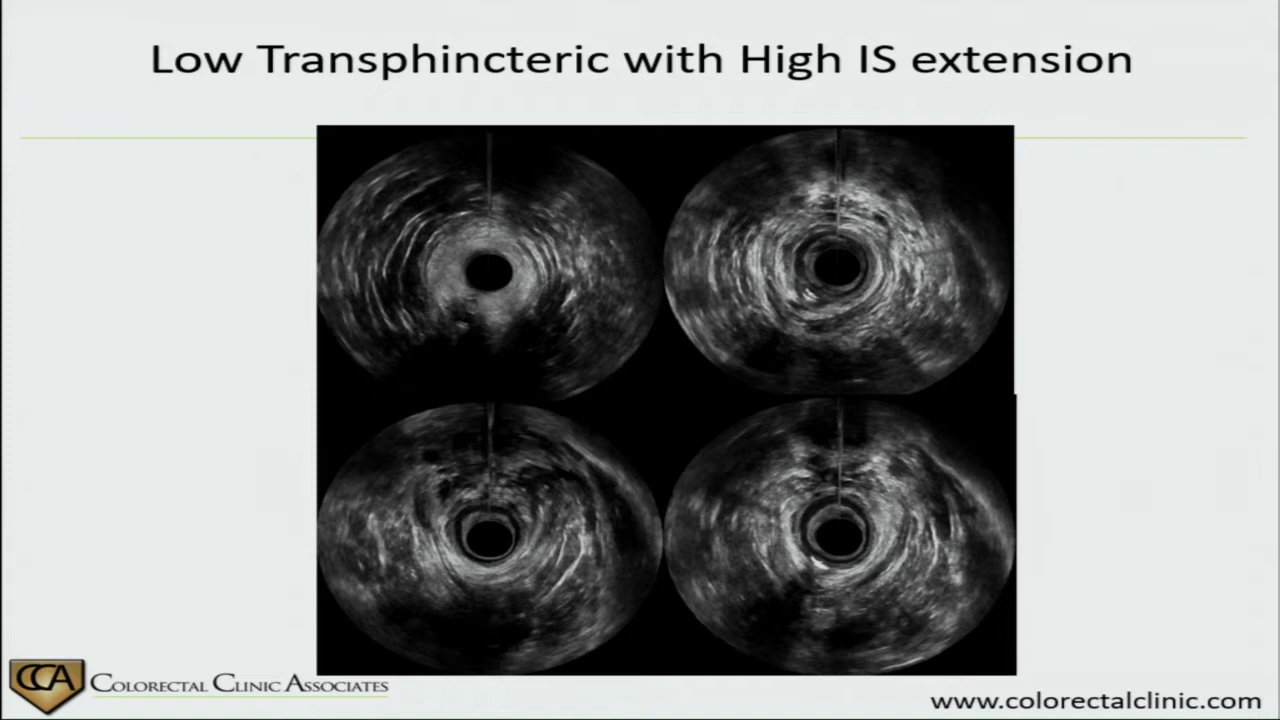 Low Transphincteric with High IS extension
CCA
COLORECTAL CLINIC ASSOCIATES
www.colorectalclinic.com